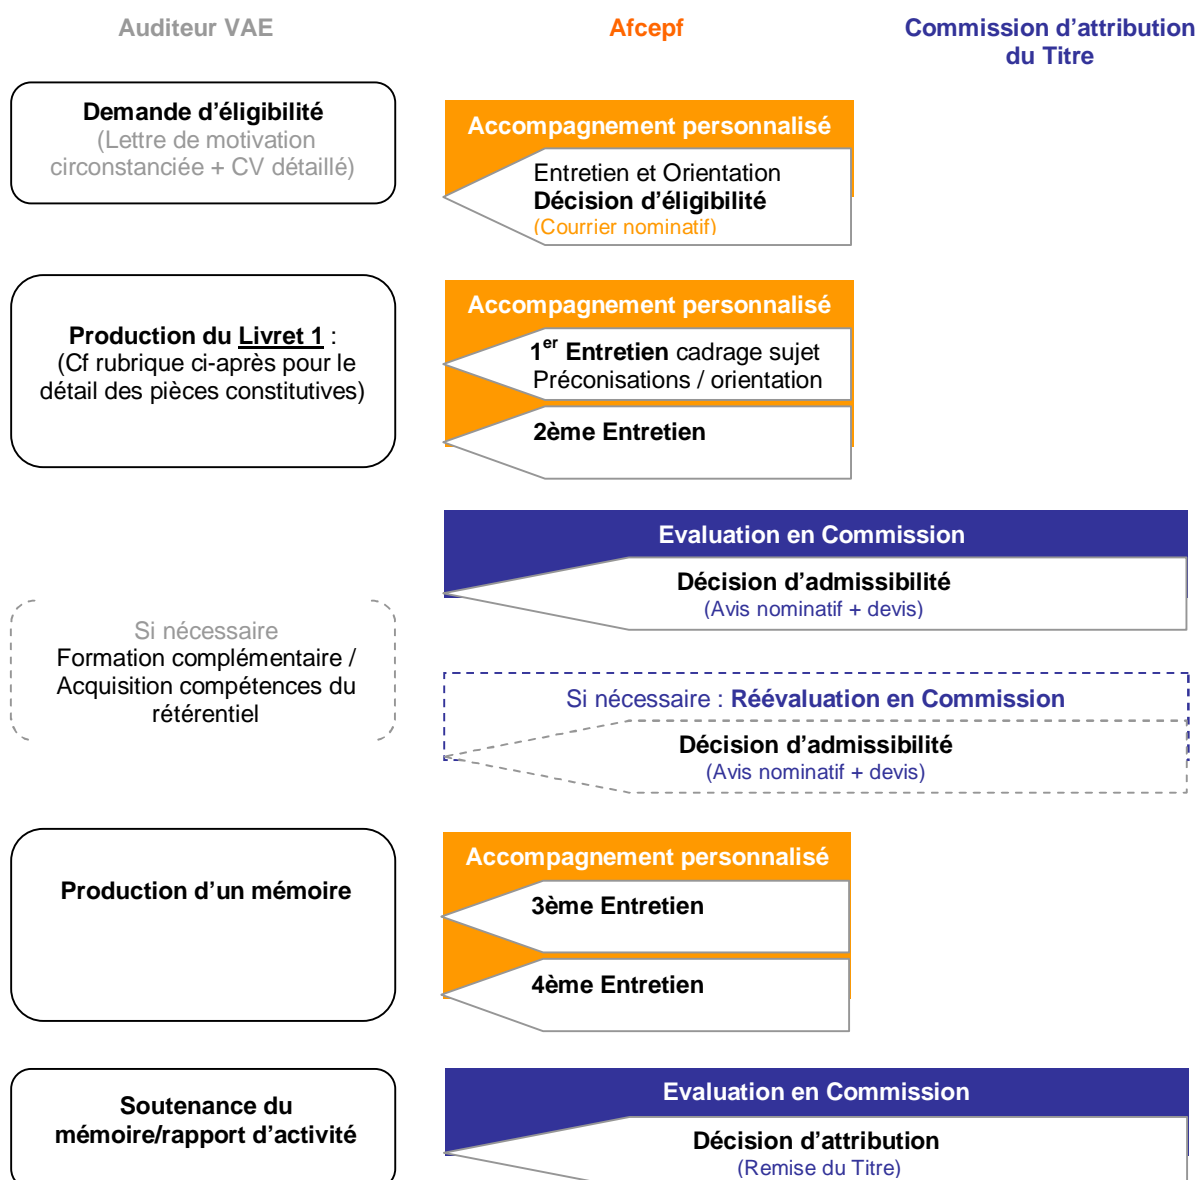 Auditeur VAE
Afcepf
Commission d'attribution
du Titre
Demande d'éligibilité
(Lettre de motivation
circonstanciée + CV détaillé)
Accompagnement personnalisé
Entretien et Orientation
Décision d'éligibilité
(Courrier nominatif)
Production du Livret 1 :
(Cf rubrique ci-après pour le
détail des pièces constitutives)
Accompagnement personnalisé
1er Entretien cadrage sujet
Préconisations / orientation
2ème Entretien
Evaluation en Commission
Décision d'admissibilité
(Avis nominatif + devis)
Si nécessaire
Formation complémentaire /
Acquisition compétences du
rétérentiel
Si nécessaire : Réévaluation en Commission
Décision d'admissibilité
(Avis nominatif + devis)
Production d'un mémoire
Accompagnement personnalisé
3ème Entretien
4ème Entretien
Soutenance du
mémoire/rapport d'activité
Evaluation en Commission
Décision d'attribution
(Remise du Titre)